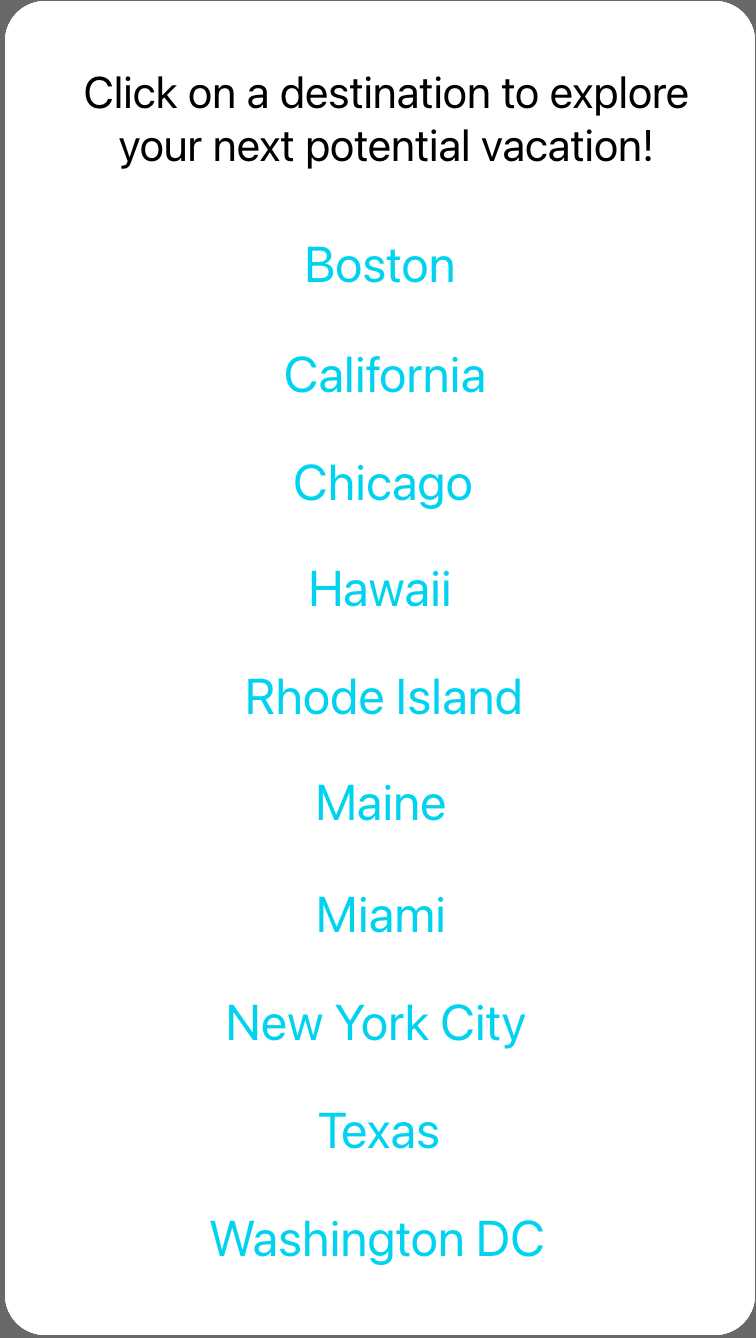 Click on a destination to explore
your next potential vacation!
Boston
California
Chicago
Hawaii
Rhode Island
Maine
Miami
New York City
Texas
Washington DC